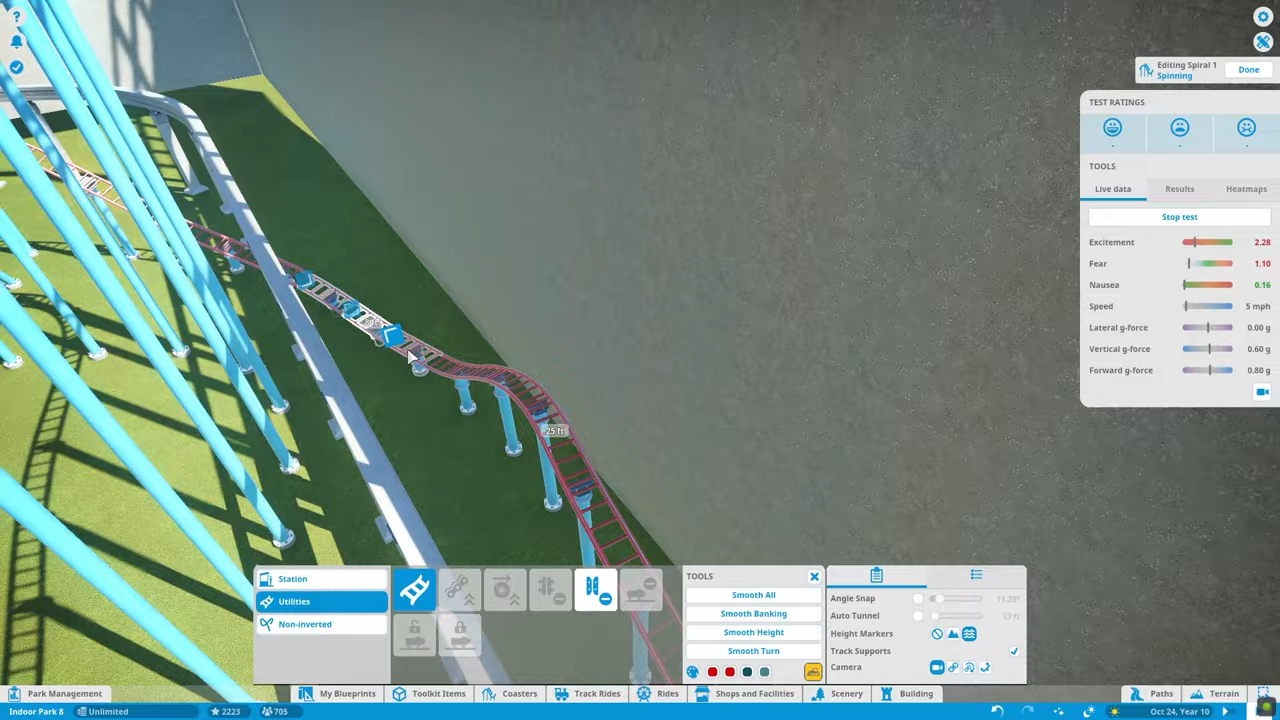 ?
Editing Spiral 1
Spinning
Done
TEST RATINGS
- - -
TOOLS
Live data Results Heatmaps
Stop test
Excitement 2.28
Fear 1.10
Nausea 0.16
Speed 5 mph
Lateral g-force 0.00 g
Vertical g-force 0.60 g
Forward g-force 0.80 g
25 ft
Station
Utilities
Non-inverted
TOOLS
Smooth All
Smooth Banking
Smooth Height
Smooth Turn
Angle Snap 11.25°
Auto Tunnel 13 ft
Height Markers
Track Supports
Camera
Park Management My Blueprints Toolkit Items Coasters Track Rides Rides Shops and Facilities Scenery Building Paths Terrain
Indoor Park 8 Unlimited 2223 705 Oct 24, Year 10